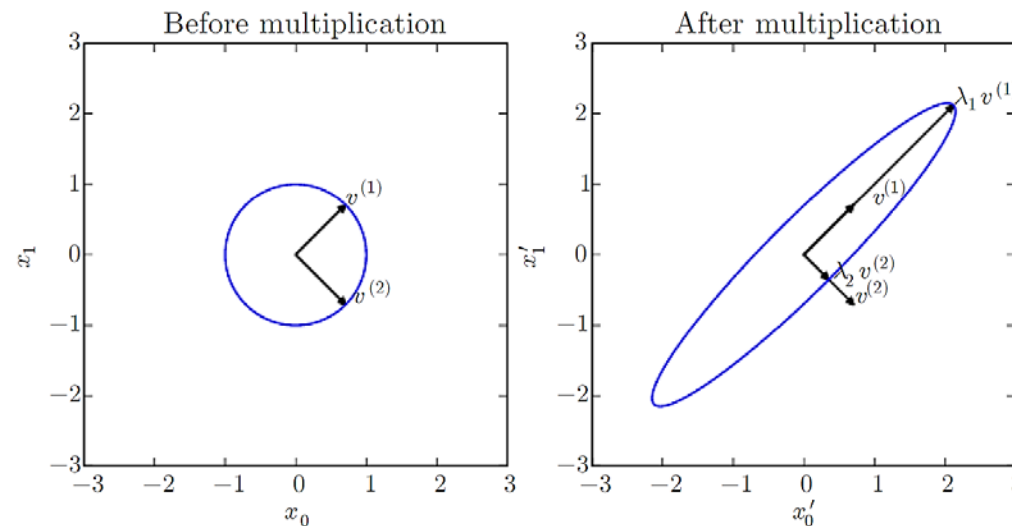 Before multiplication
3
2
1
0
−1
−2
−3
−3 −2 −1 0 1 2 3
x₀
x₁
v⁽¹⁾
v⁽²⁾
After multiplication
3
2
1
0
−1
−2
−3
−3 −2 −1 0 1 2
x′₀
x′₁
λ₁ v⁽¹
v⁽¹⁾
λ₂ v⁽²⁾
v⁽²⁾